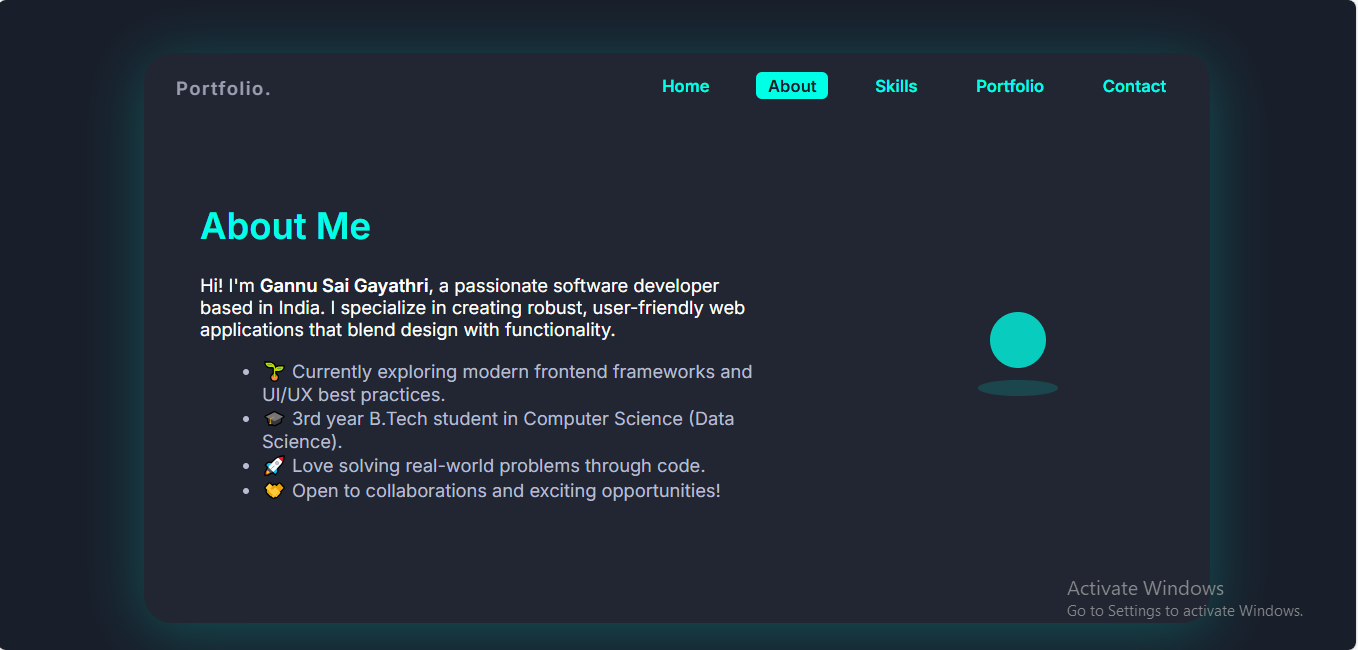 Portfolio.
Home About Skills Portfolio Contact
About Me
Hi! I'm Gannu Sai Gayathri, a passionate software developer
based in India. I specialize in creating robust, user-friendly web
applications that blend design with functionality.
• 🌱 Currently exploring modern frontend frameworks and
UI/UX best practices.
• 🎓 3rd year B.Tech student in Computer Science (Data
Science).
• 🚀 Love solving real-world problems through code.
• 🤝 Open to collaborations and exciting opportunities!
Activate Windows
Go to Settings to activate Windows.